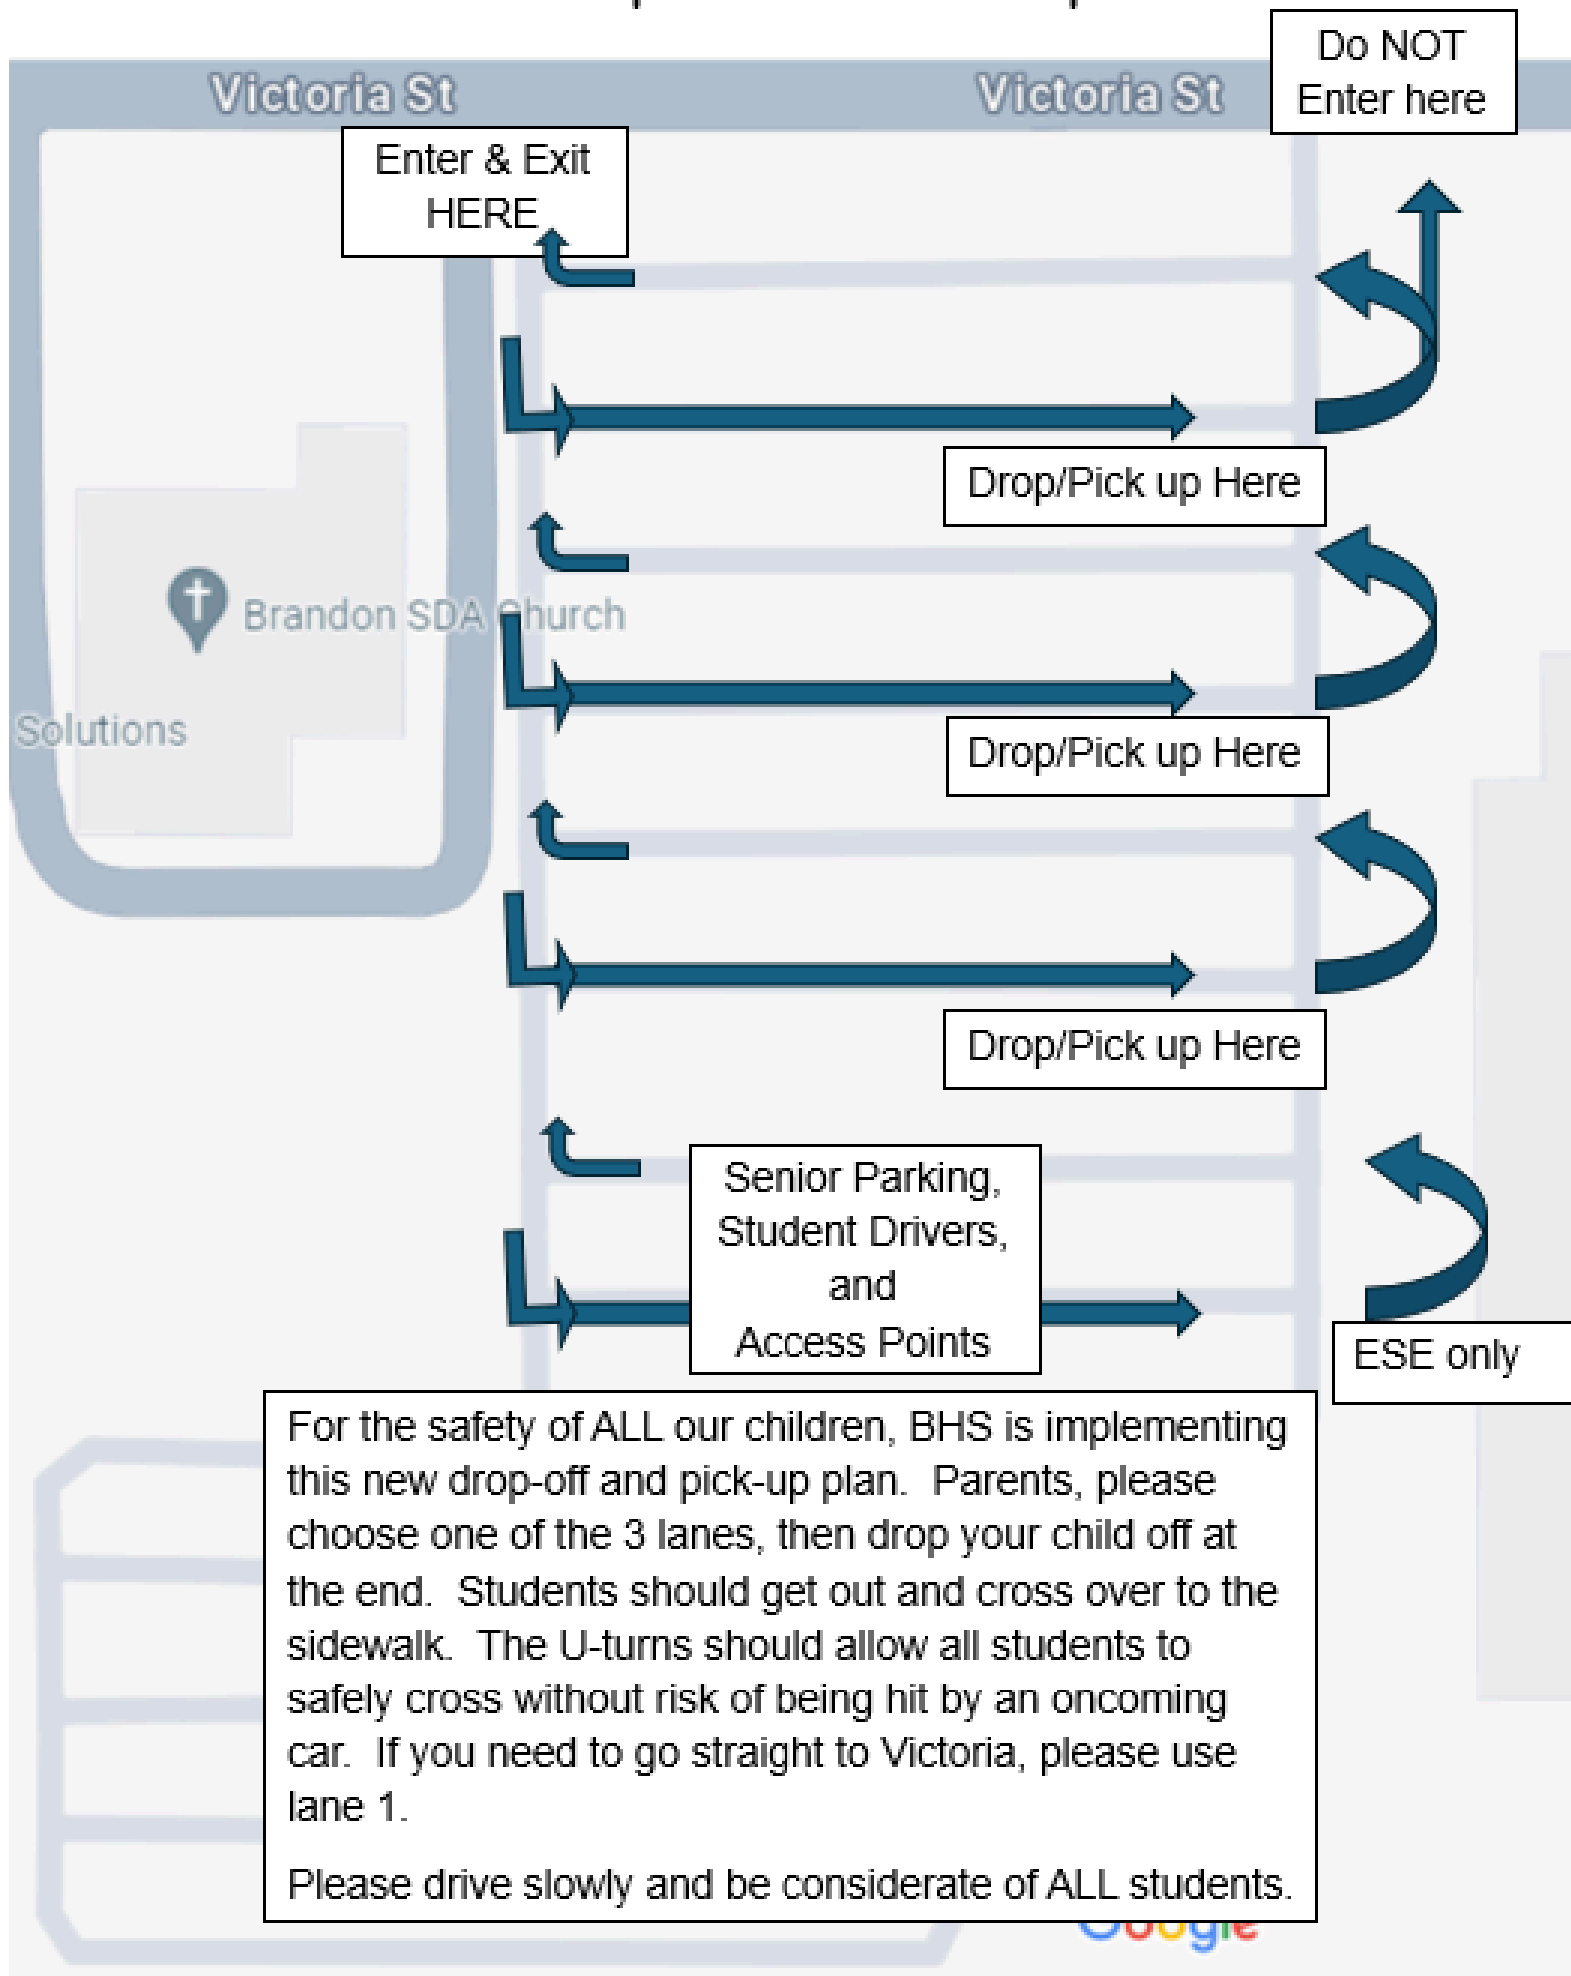 Do NOT
Enter here
Victoria St
Victoria St
Enter & Exit
HERE
Drop/Pick up Here
Brandon SDA Church
Solutions
Drop/Pick up Here
Drop/Pick up Here
Senior Parking,
Student Drivers,
and
Access Points
ESE only
For the safety of ALL our children, BHS is implementing
this new drop-off and pick-up plan.  Parents, please
choose one of the 3 lanes, then drop your child off at
the end.  Students should get out and cross over to the
sidewalk.  The U-turns should allow all students to
safely cross without risk of being hit by an oncoming
car.  If you need to go straight to Victoria, please use
lane 1.
Please drive slowly and be considerate of ALL students.
Google